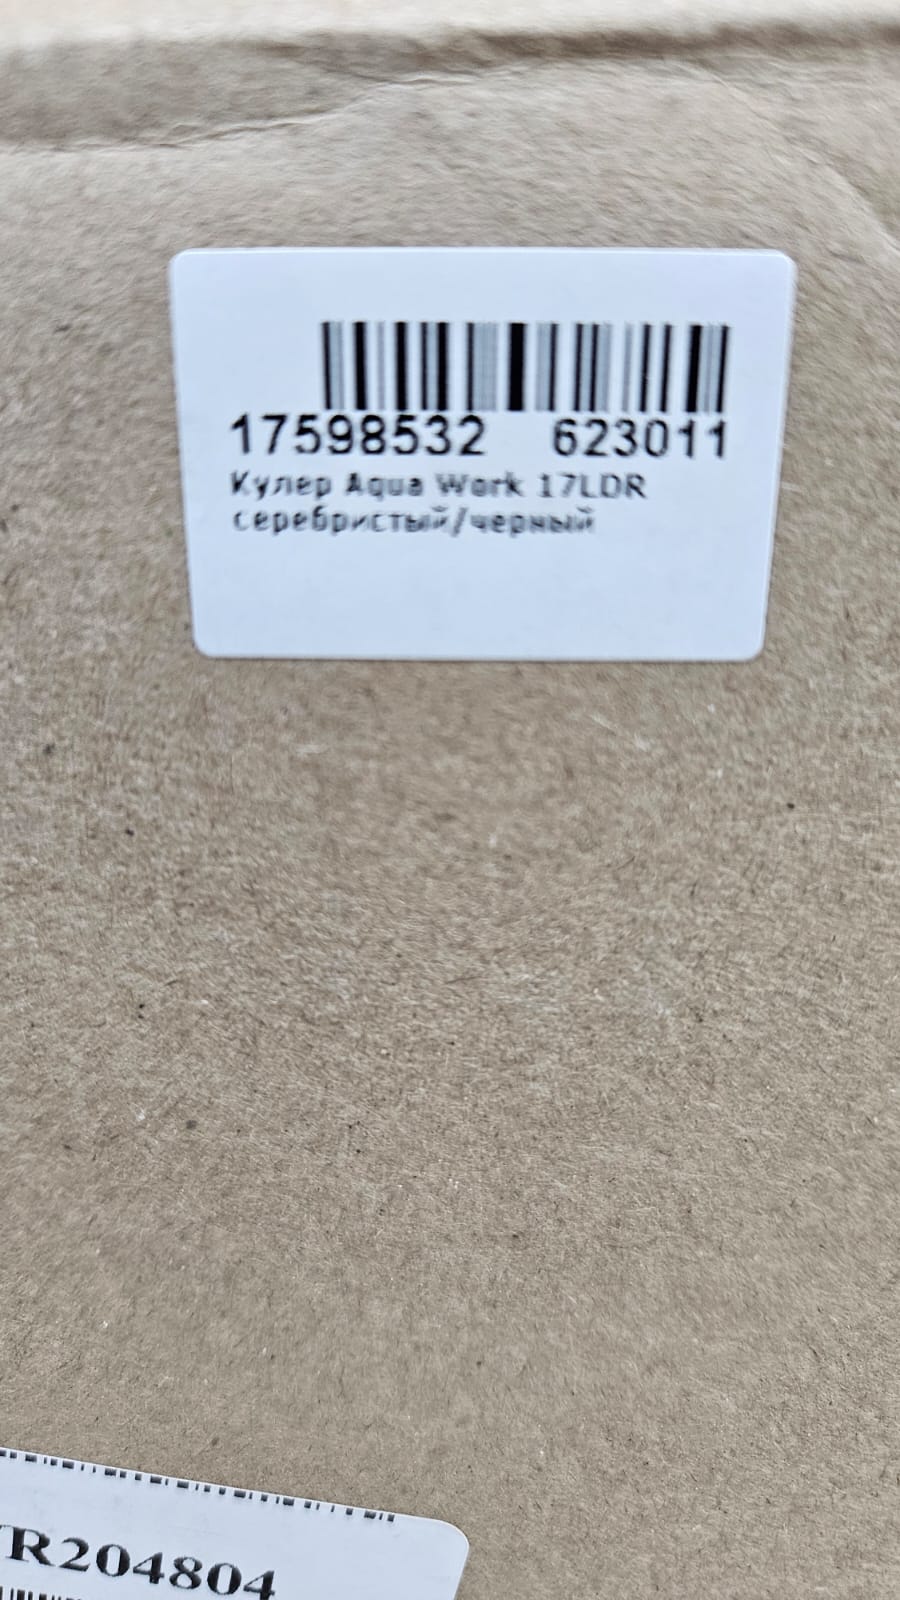 17598532 623011
Кулер Aqua Work 17LDR
серебристый/черный
R204804